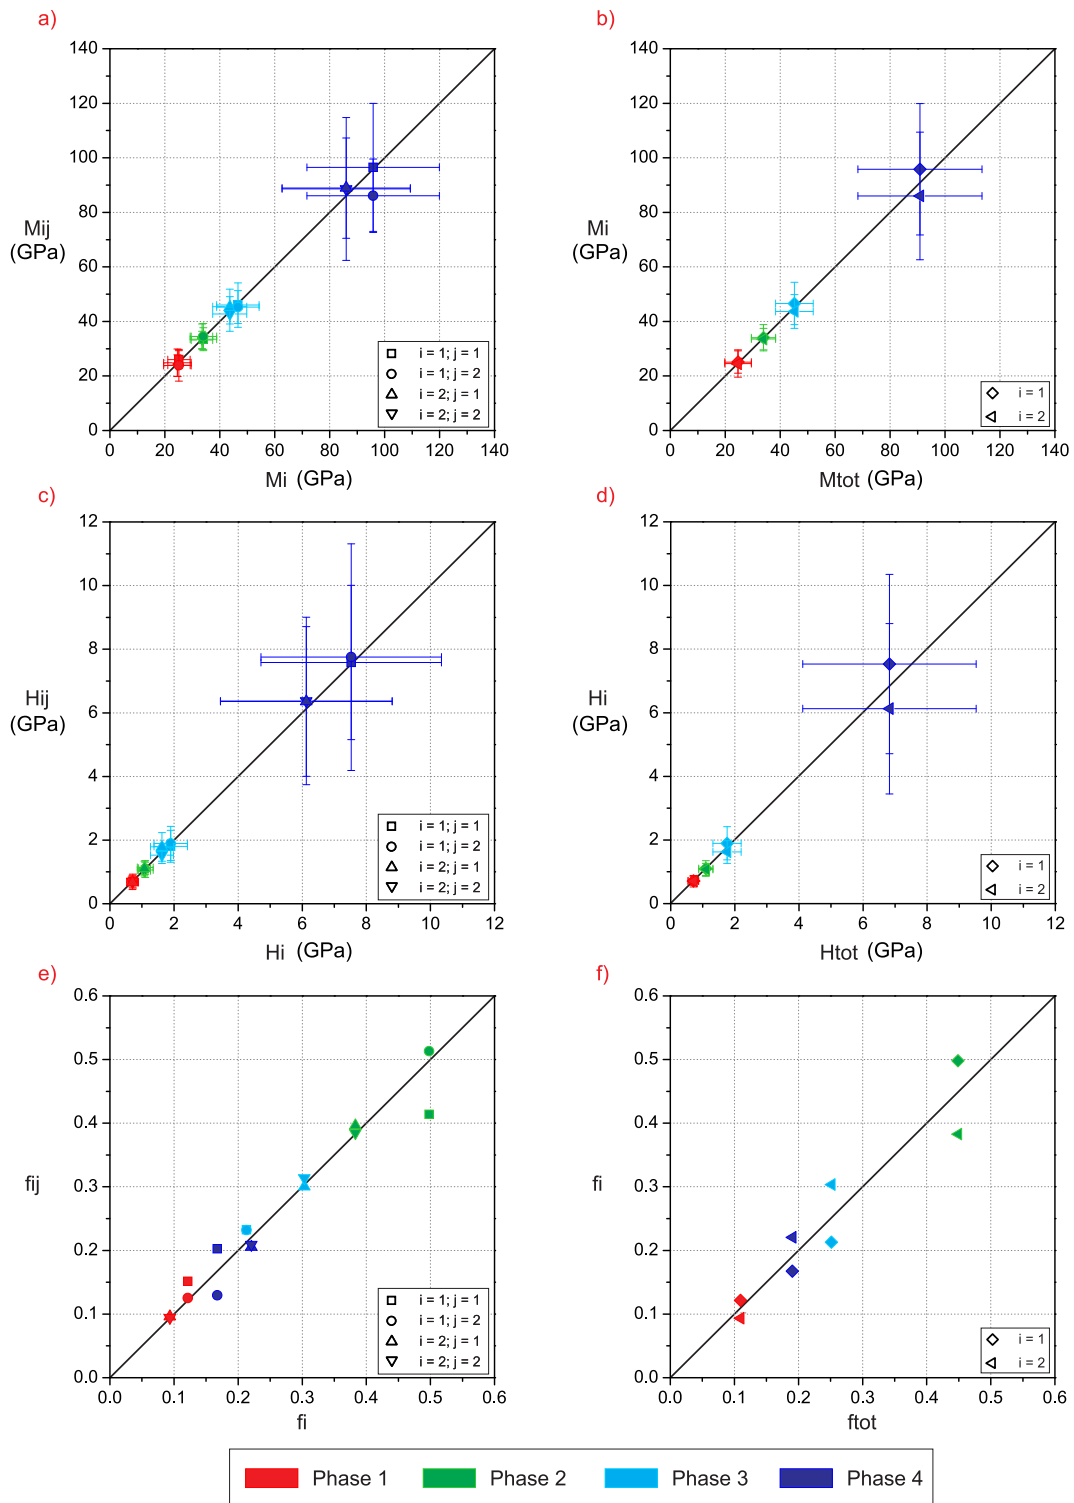 a)
140
120
100
80
60
40
20
0
Mij
(GPa)
i = 1; j = 1
i = 1; j = 2
i = 2; j = 1
i = 2; j = 2
0 20 40 60 80 100 120 140
Mi (GPa)
b)
140
120
100
80
60
40
20
0
Mi
(GPa)
i = 1
i = 2
0 20 40 60 80 100 120 140
Mtot (GPa)
c)
12
10
8
6
4
2
0
Hij
(GPa)
i = 1; j = 1
i = 1; j = 2
i = 2; j = 1
i = 2; j = 2
0 2 4 6 8 10 12
Hi (GPa)
d)
12
10
8
6
4
2
0
Hi
(GPa)
i = 1
i = 2
0 2 4 6 8 10 12
Htot (GPa)
e)
0.6
0.5
0.4
0.3
0.2
0.1
0.0
fij
i = 1; j = 1
i = 1; j = 2
i = 2; j = 1
i = 2; j = 2
0.0 0.1 0.2 0.3 0.4 0.5 0.6
fi
f)
0.6
0.5
0.4
0.3
0.2
0.1
0.0
fi
i = 1
i = 2
0.0 0.1 0.2 0.3 0.4 0.5 0.6
ftot
Phase 1 Phase 2 Phase 3 Phase 4